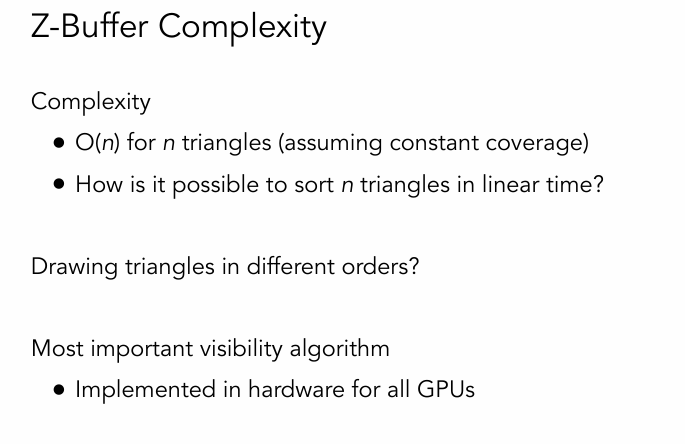 Z-Buffer Complexity
Complexity
● O(n) for n triangles (assuming constant coverage)
● How is it possible to sort n triangles in linear time?
Drawing triangles in different orders?
Most important visibility algorithm
● Implemented in hardware for all GPUs